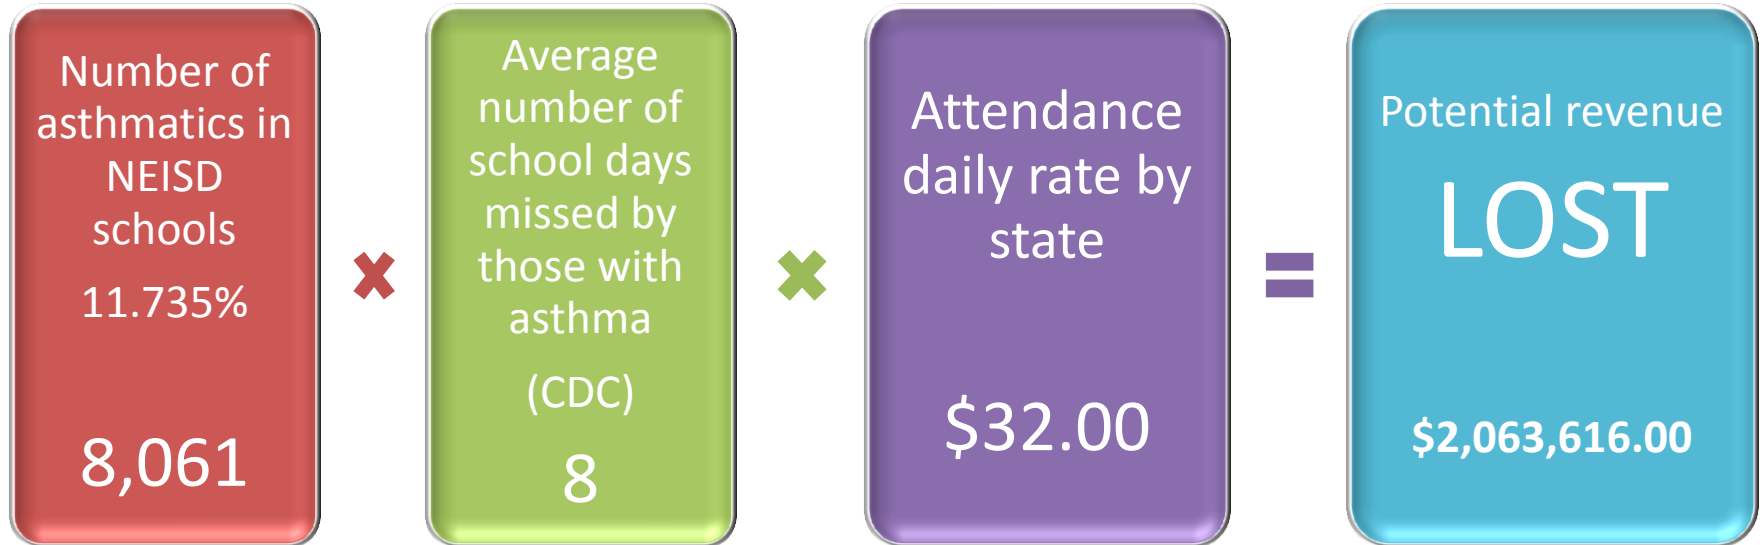 Number of
asthmatics in
NEISD
schools
11.735%
8,061
Average
number of
school days
missed by
those with
asthma
(CDC)
8
Attendance
daily rate by
state
$32.00
Potential revenue
LOST
$2,063,616.00